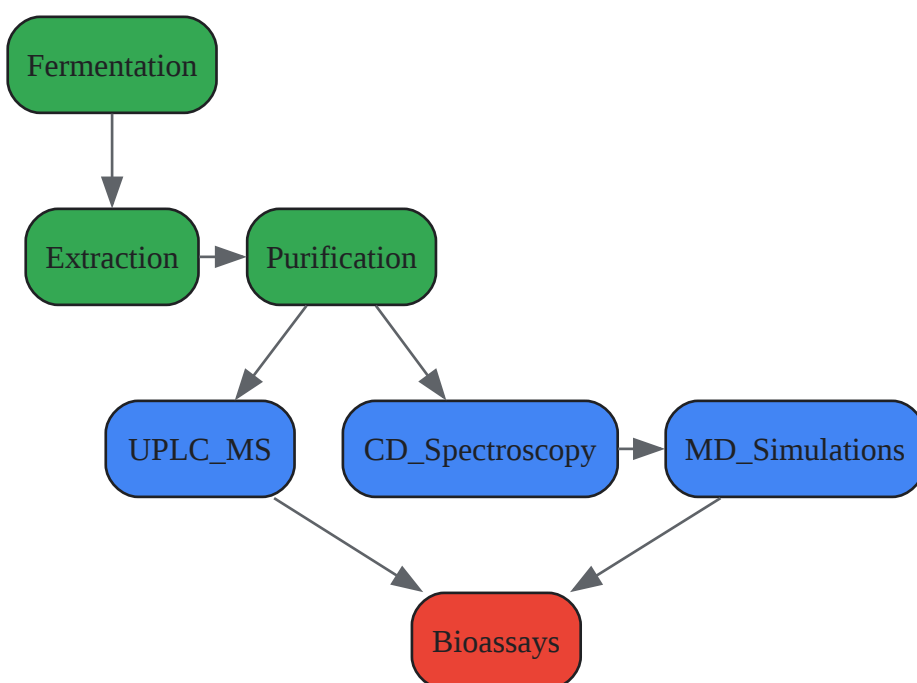 Fermentation
Extraction
Purification
UPLC_MS
CD_Spectroscopy
MD_Simulations
Bioassays